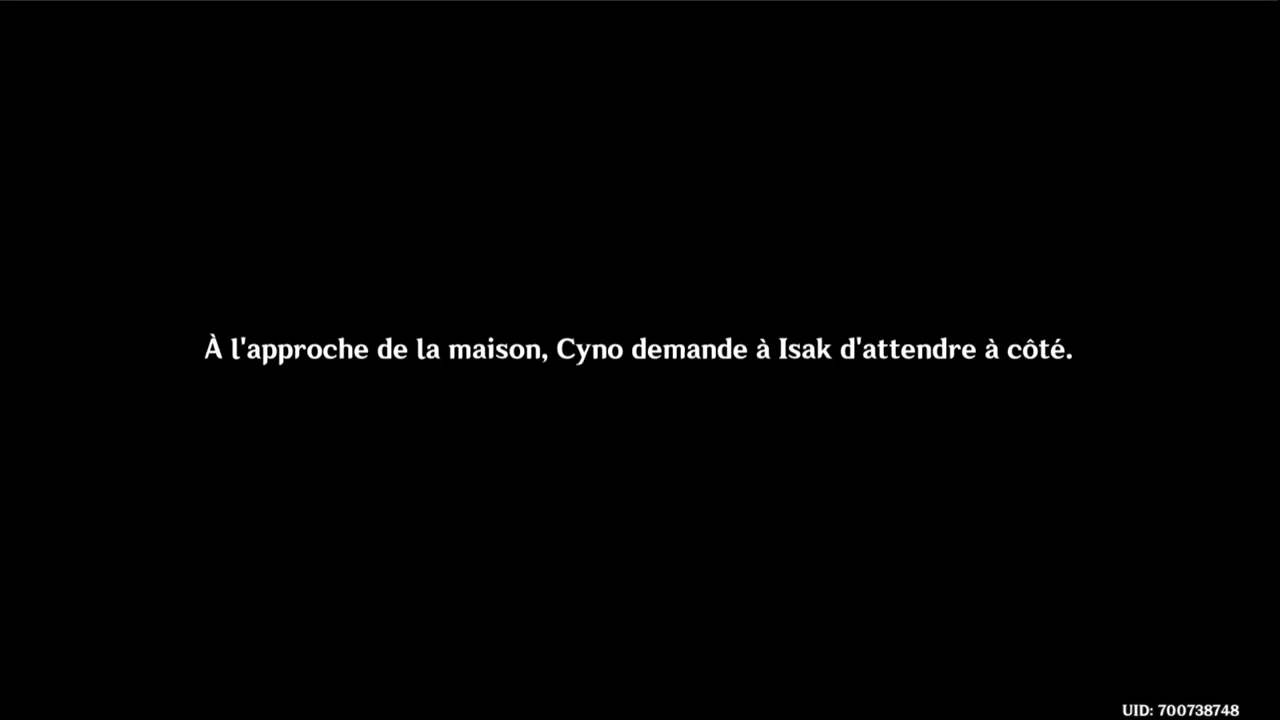 À l'approche de la maison, Cyno demande à Isak d'attendre à côté.
UID: 700738748